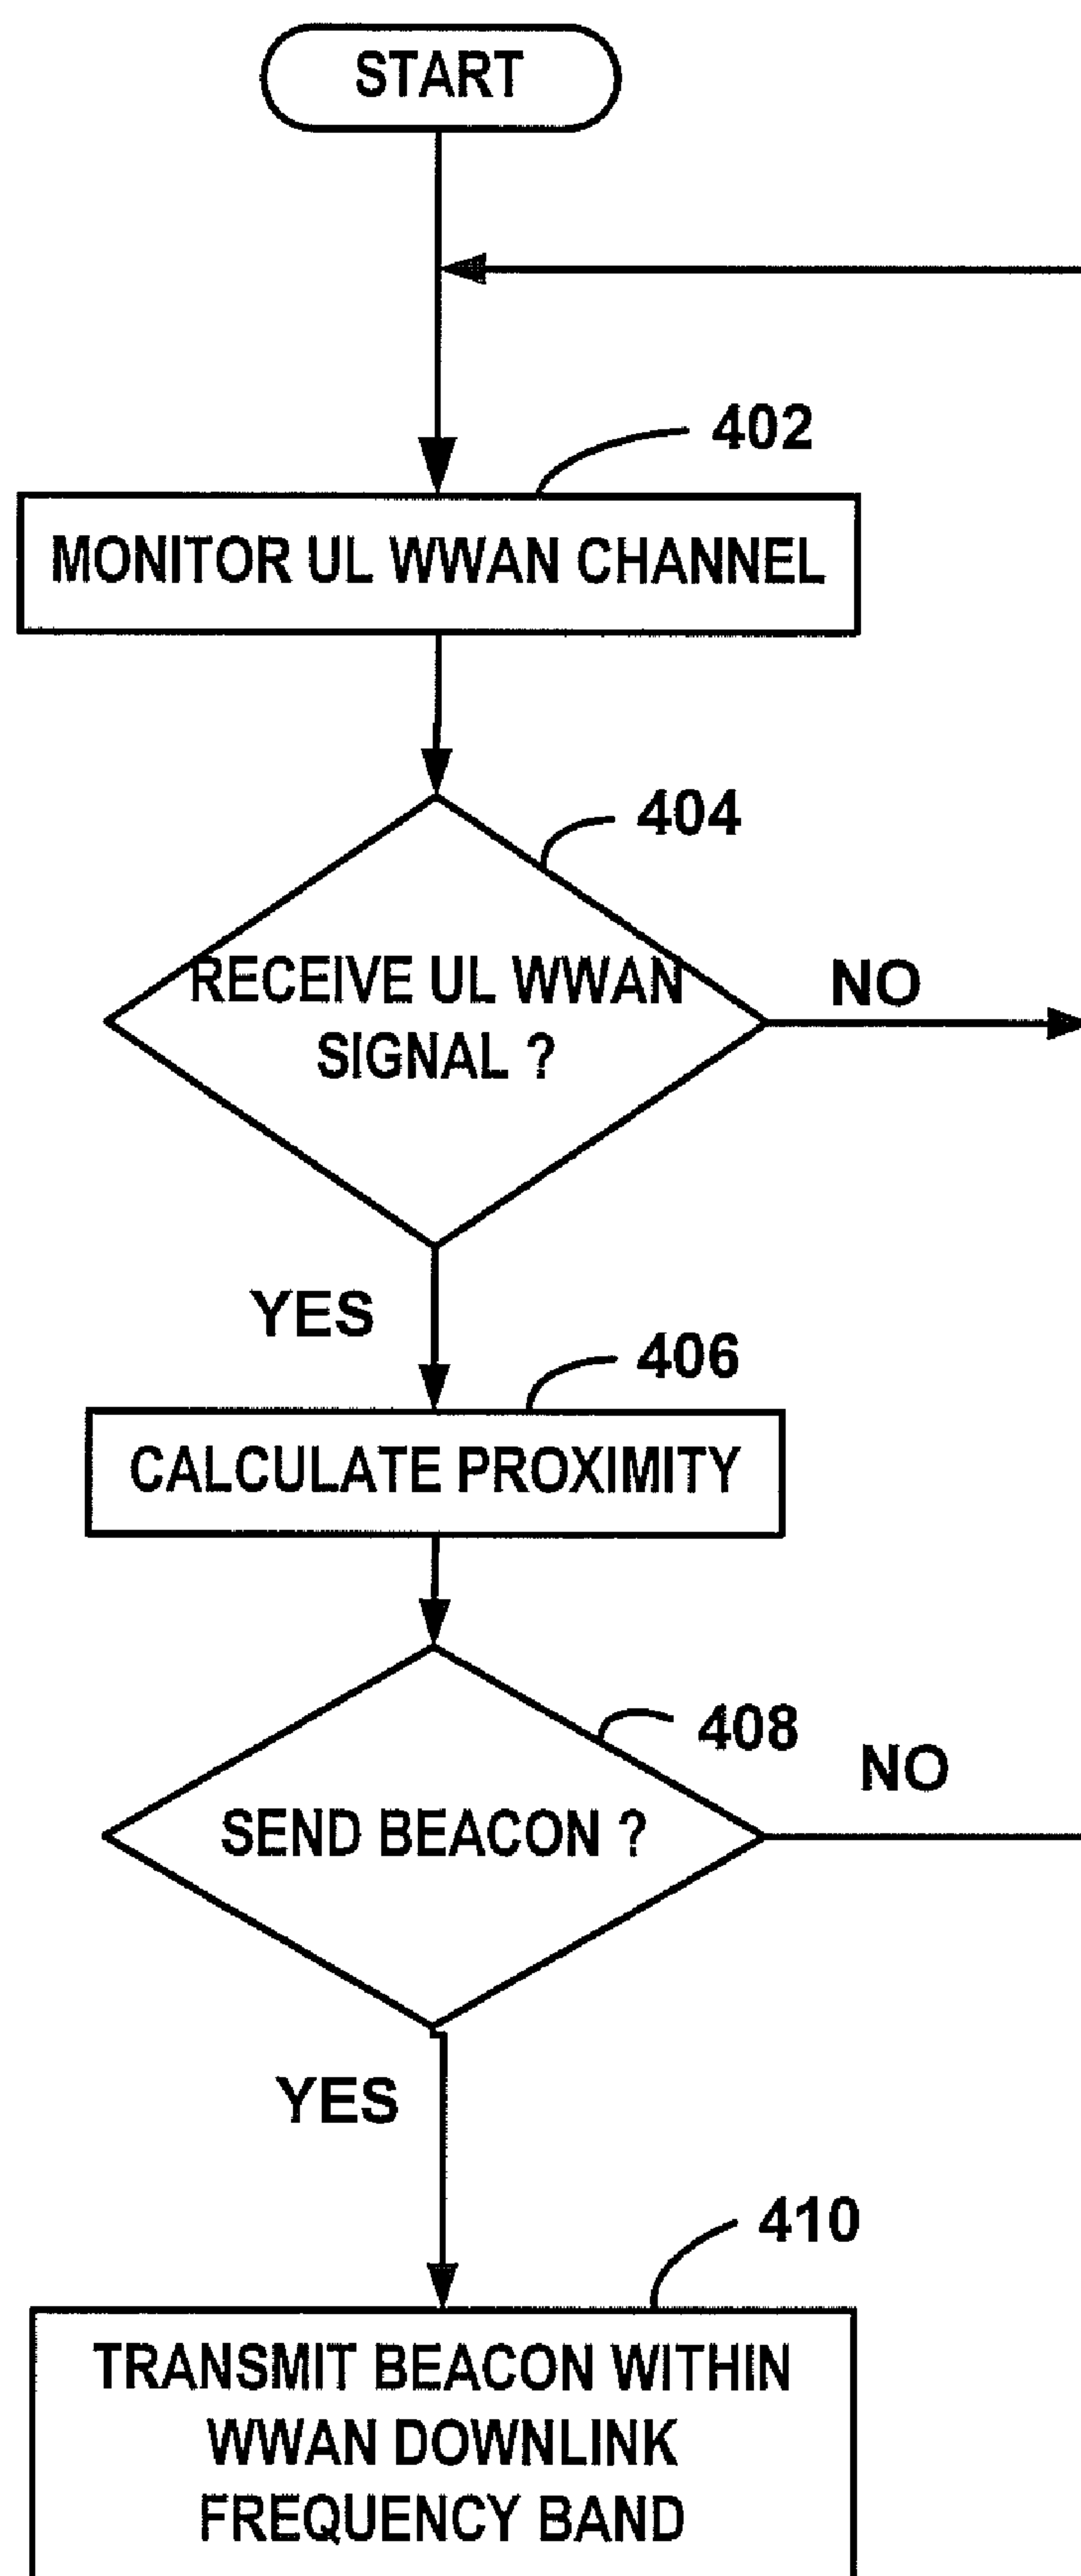 START
402
MONITOR UL WWAN CHANNEL
404
RECEIVE UL WWAN
SIGNAL ?
NO
YES
406
CALCULATE PROXIMITY
408
NO
SEND BEACON ?
YES
410
TRANSMIT BEACON WITHIN
WWAN DOWNLINK
FREQUENCY BAND